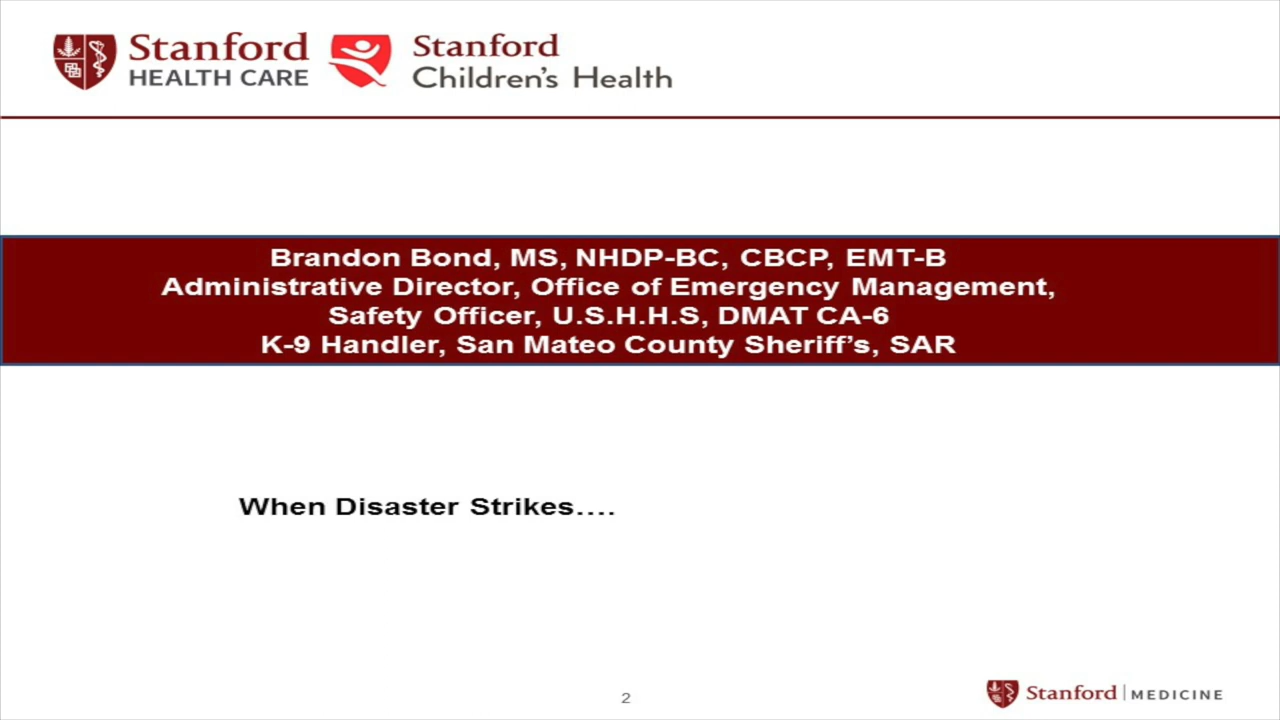 Stanford
HEALTH CARE
Stanford
Children's Health
Brandon Bond, MS, NHDP-BC, CBCP, EMT-B
Administrative Director, Office of Emergency Management,
Safety Officer, U.S.H.H.S, DMAT CA-6
K-9 Handler, San Mateo County Sheriff's, SAR
When Disaster Strikes....
2
Stanford | MEDICINE